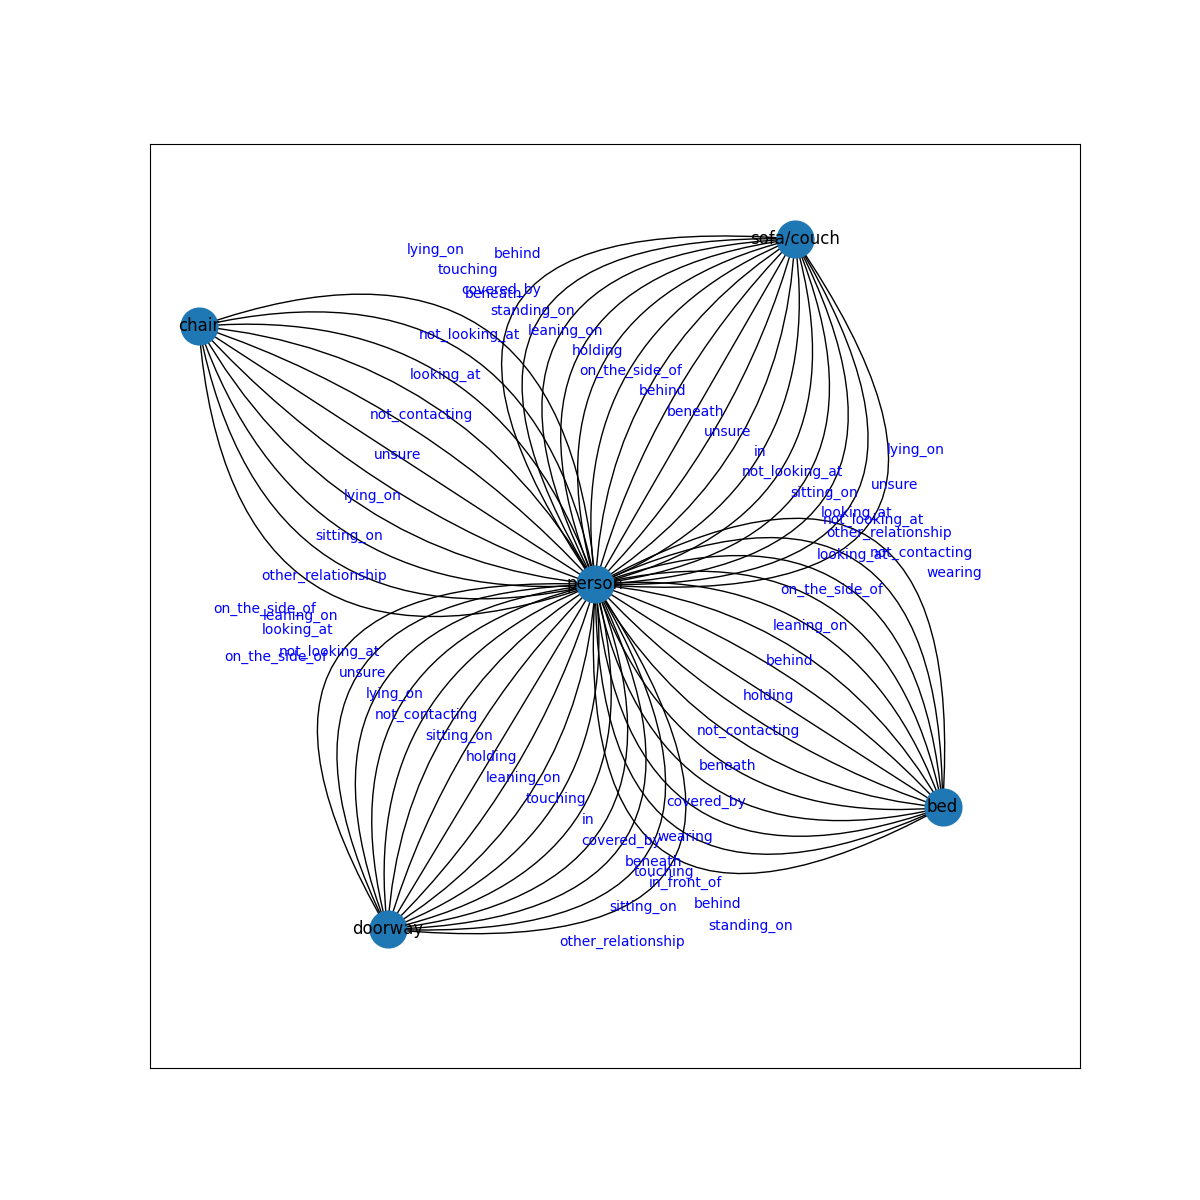 sofa/couch
lying_on
behind
touching
covered_by
beneath
standing_on
chair
leaning_on
not_looking_at
holding
on_the_side_of
looking_at
behind
beneath
not_contacting
unsure
lying_on
unsure
in
not_looking_at
unsure
lying_on
sitting_on
looking_at
not_looking_at
other_relationship
sitting_on
looking_at
not_contacting
wearing
other_relationship
person
on_the_side_of
on_the_side_of
leaning_on
looking_at
leaning_on
not_looking_at
on_the_side_of
behind
unsure
lying_on
holding
not_contacting
not_contacting
sitting_on
holding
beneath
leaning_on
touching
covered_by
bed
in
covered_by
wearing
beneath
touching
in_front_of
behind
sitting_on
standing_on
doorway
other_relationship